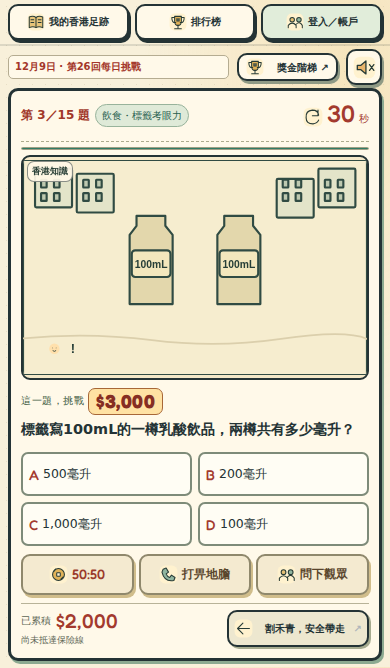 我的香港足跡
排行榜
登入／帳戶
12月9日・第26回每日挑戰
獎金階梯 ↗
第 3／15 題
飲食・標籤考眼力
30 秒
香港知識
100mL
100mL
!
這一題，挑戰 $3,000
標籤寫100mL的一樽乳酸飲品，兩樽共有多少毫升？
A 500毫升
B 200毫升
C 1,000毫升
D 100毫升
50:50
打畀地膽
問下觀眾
已累積 $2,000
尚未抵達保險線
割禾青，安全帶走 ↗